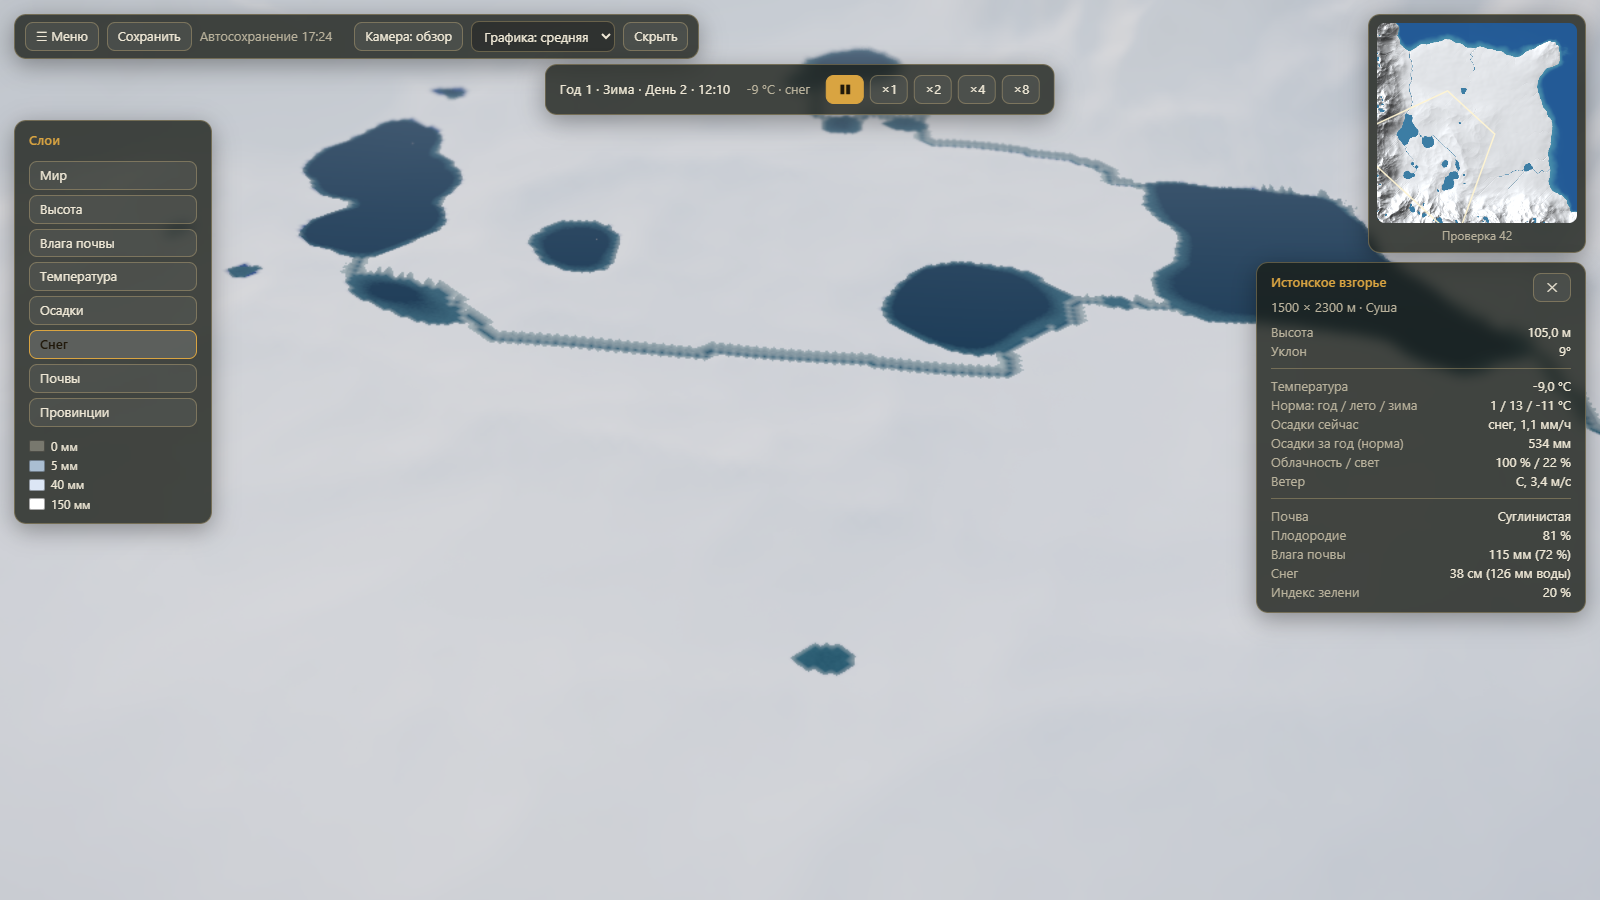 ☰ Меню Сохранить Автосохранение 17:24 Камера: обзор Графика: средняя Скрыть
Год 1 · Зима · День 2 · 12:10 -9 °C · снег ×1 ×2 ×4 ×8
Проверка 42
Слои
Мир
Высота
Влага почвы
Температура
Осадки
Снег
Почвы
Провинции
0 мм
5 мм
40 мм
150 мм
Истонское взгорье ×
1500 × 2300 м · Суша
Высота 105,0 м
Уклон 9°
Температура -9,0 °C
Норма: год / лето / зима 1 / 13 / -11 °C
Осадки сейчас снег, 1,1 мм/ч
Осадки за год (норма) 534 мм
Облачность / свет 100 % / 22 %
Ветер С, 3,4 м/с
Почва Суглинистая
Плодородие 81 %
Влага почвы 115 мм (72 %)
Снег 38 см (126 мм воды)
Индекс зелени 20 %